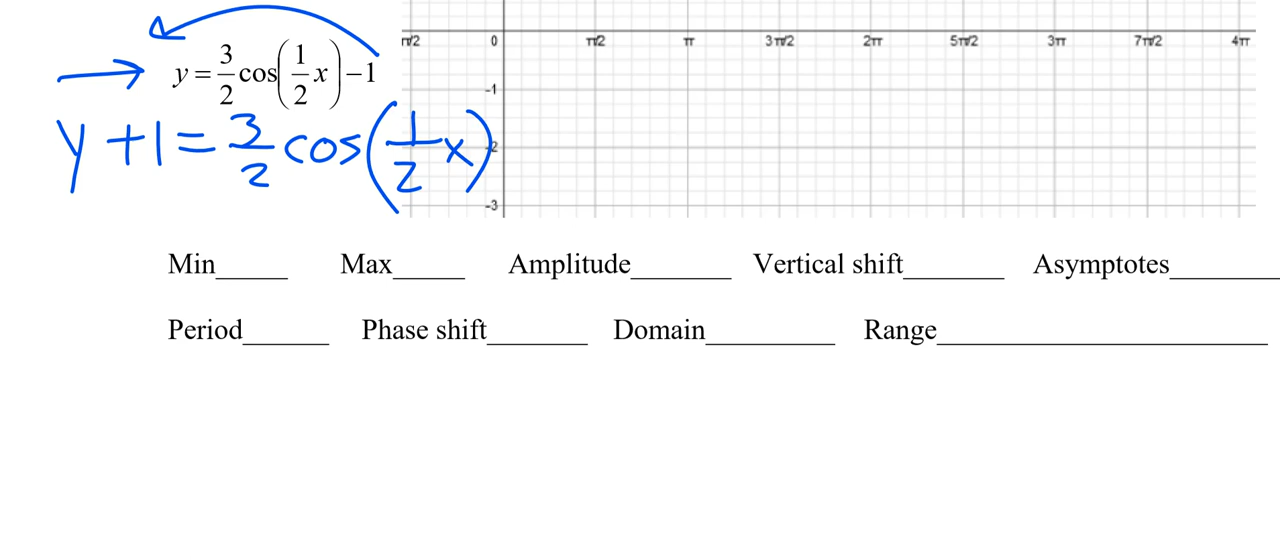 π/2 0 π/2 π 3π/2 2π 5π/2 3π 7π/2 4π
y = 3/2 cos(1/2 x) − 1
-1
y + 1 = 3/2 cos(1/2 x)
-2
-3
Min_____ Max_____ Amplitude_______ Vertical shift_______ Asymptotes________
Period______ Phase shift_______ Domain_________ Range_______________________